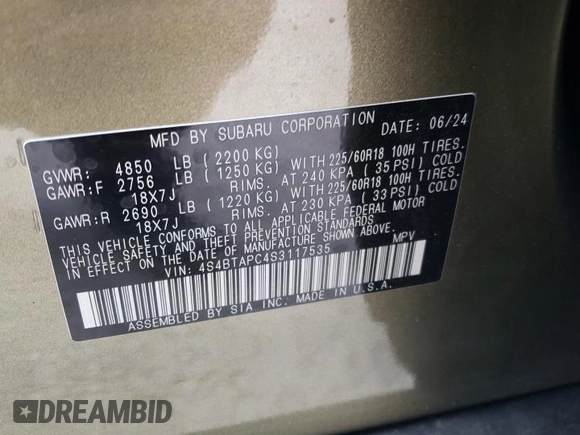 MFD BY SUBARU CORPORATION DATE: 06/24
GVWR: 4850 LB (2200 KG)
GAWR:F 2756 LB (1250 KG) WITH 225/60R18 100H TIRES.
18X7J RIMS. AT 240 KPA (35 PSI) COLD
GAWR:R 2690 LB (1220 KG) WITH 225/60R18 100H TIRES.
18X7J RIMS. AT 230 KPA (33 PSI) COLD
THIS VEHICLE CONFORMS TO ALL APPLICABLE FEDERAL MOTOR
VEHICLE SAFETY AND THEFT PREVENTION STANDARDS
IN EFFECT ON THE DATE OF MANUFACTURE SHOWN ABOVE.
VIN: 4S4BTAPC4S3117535 MPV
ASSEMBLED BY SIA INC. MADE IN U.S.A.
DREAMBID